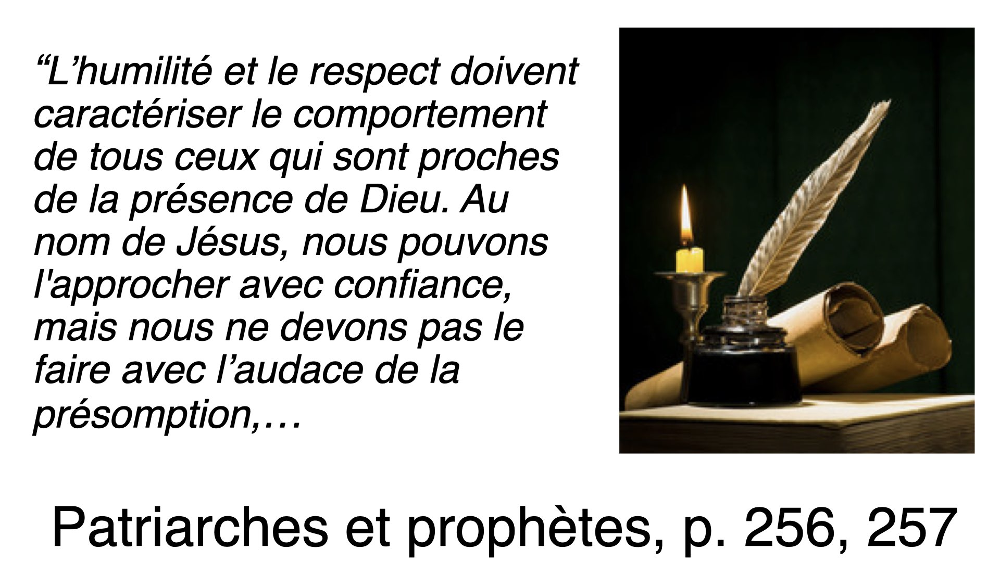 “L’humilité et le respect doivent
caractériser le comportement
de tous ceux qui sont proches
de la présence de Dieu. Au
nom de Jésus, nous pouvons
l'approcher avec confiance,
mais nous ne devons pas le
faire avec l’audace de la
présomption,…
Patriarches et prophètes, p. 256, 257